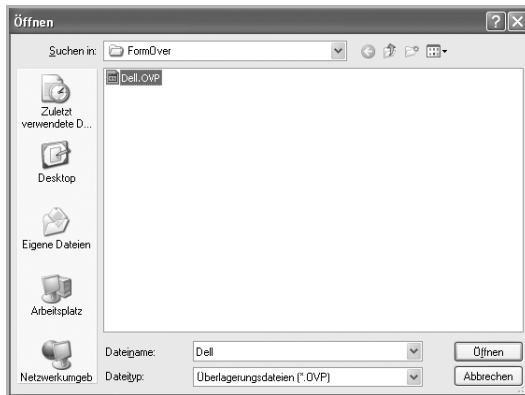 Öffnen
Suchen in:
FormOver
Dell.OVP
Zuletzt
verwendete D...
Desktop
Eigene Dateien
Arbeitsplatz
Netzwerkumgeb
Dateiname:
Dell
Öffnen
Dateityp:
Überlagerungsdateien (*.OVP)
Abbrechen